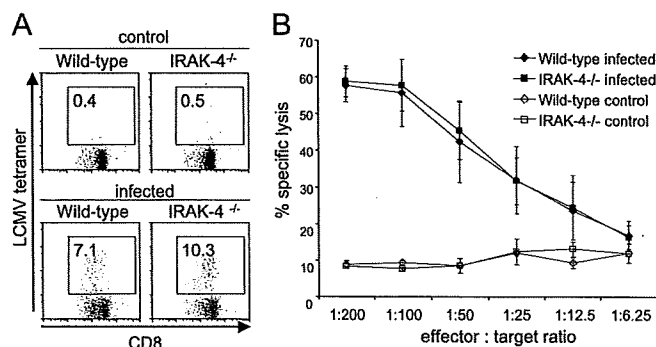 A
control
Wild-type IRAK-4-/-
0.4 0.5
infected
Wild-type IRAK-4 -/-
7.1 10.3
LCMV tetramer
CD8
B
% specific lysis
70
60
50
40
30
20
10
0
Wild-type infected
IRAK-4-/- infected
Wild-type control
IRAK-4-/- control
1:200 1:100 1:50 1:25 1:12.5 1:6.25
effector : target ratio